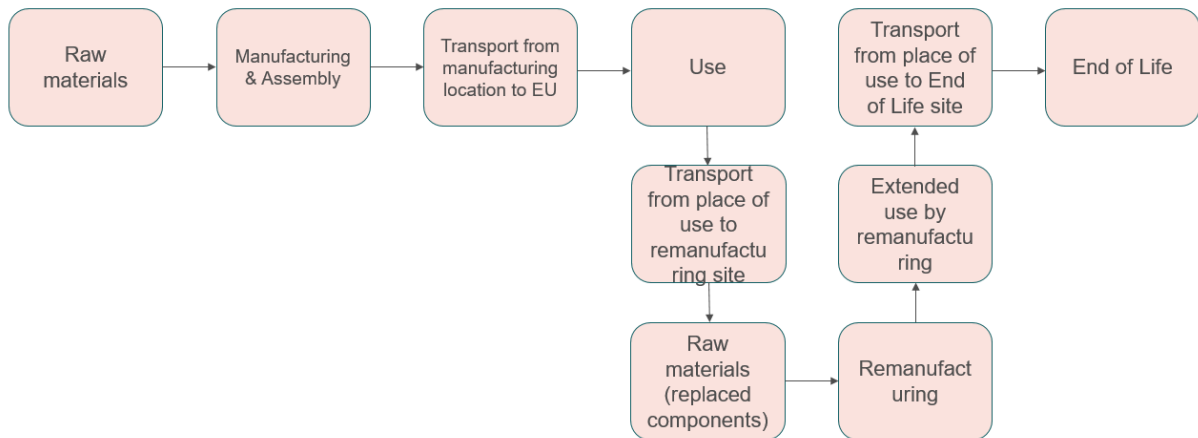 Raw
materials
Manufacturing
& Assembly
Transport from
manufacturing
location to EU
Use
Transport
from place of
use to
remanufactu
ring site
Raw
materials
(replaced
components)
Remanufact
uring
Extended
use by
remanufactu
ring
Transport
from place of
use to End
of Life site
End of Life